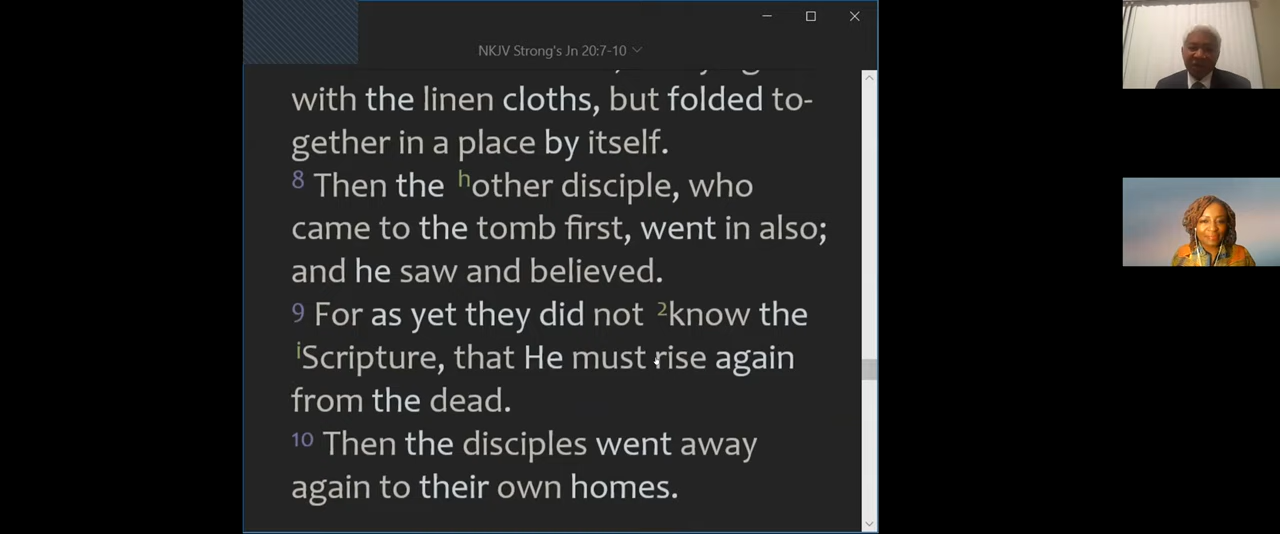 NKJV Strong's Jn 20:7-10
with the linen cloths, but folded to-
gether in a place by itself.
8 Then the hother disciple, who
came to the tomb first, went in also;
and he saw and believed.
9 For as yet they did not 2know the
iScripture, that He must rise again
from the dead.
10 Then the disciples went away
again to their own homes.